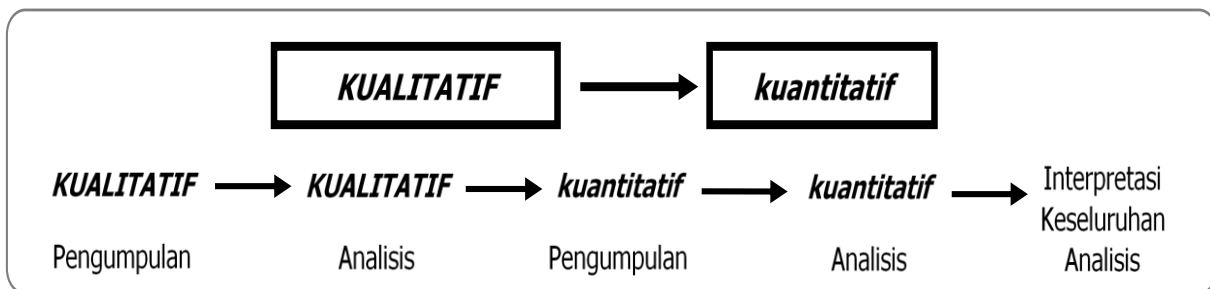 KUALITATIF kuantitatif
KUALITATIF KUALITATIF kuantitatif kuantitatif Interpretasi
Keseluruhan
Pengumpulan Analisis Pengumpulan Analisis Analisis